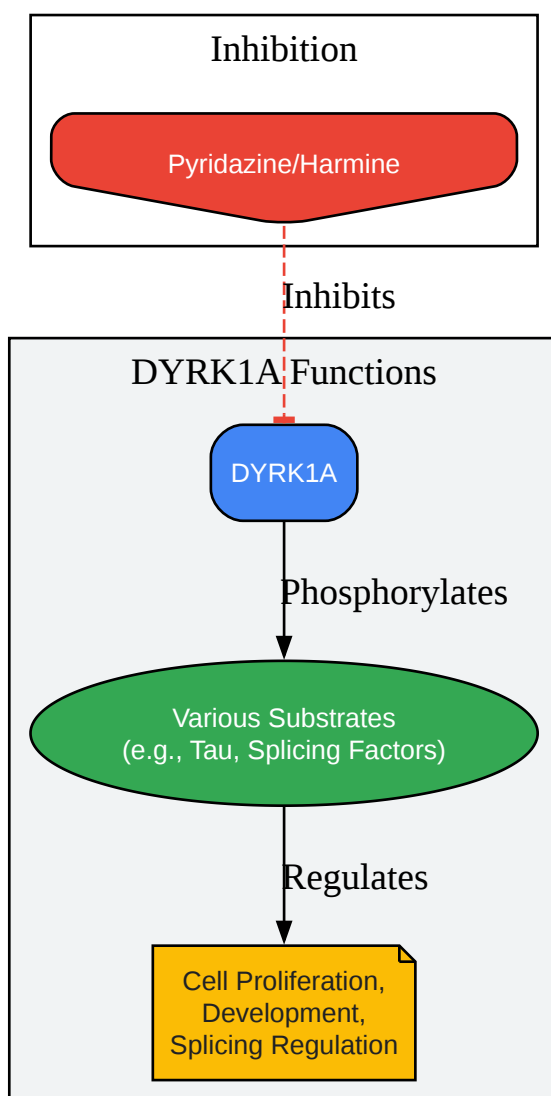 Inhibition
Pyridazine/Harmine
Inhibits
DYRK1A Functions
DYRK1A
Phosphorylates
Various Substrates
(e.g., Tau, Splicing Factors)
Regulates
Cell Proliferation,
Development,
Splicing Regulation